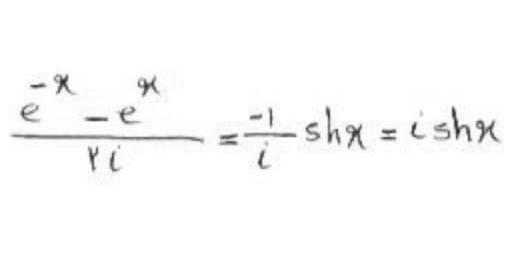 (e^{-x} - e^{x}) / ۲i = (-1 / i) shx = i shx